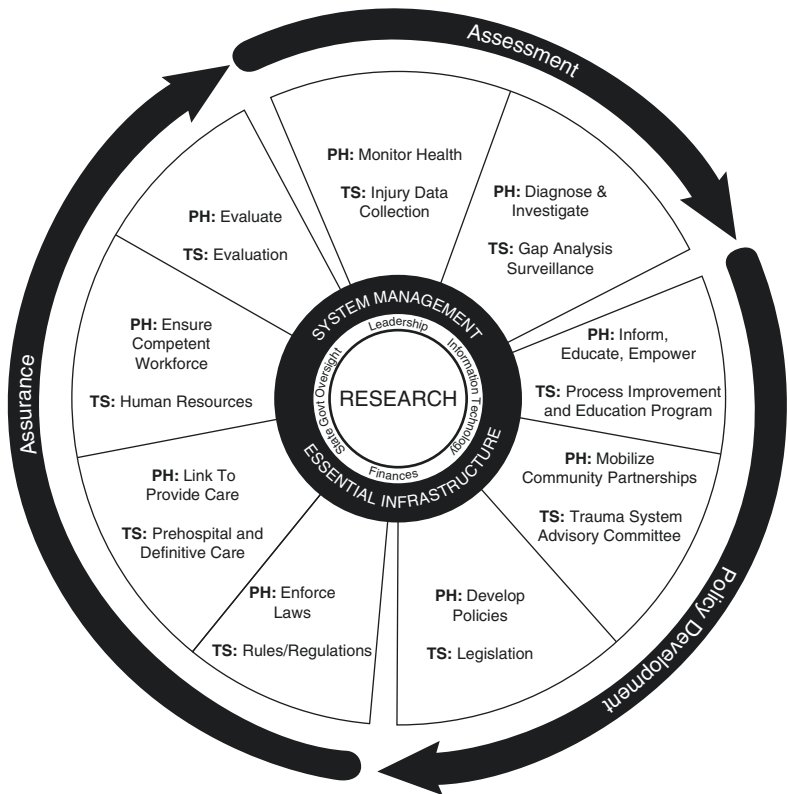 Assessment
PH: Monitor Health
TS: Injury Data
Collection
PH: Diagnose &
Investigate
TS: Gap Analysis
Surveillance
Policy Development
PH: Inform,
Educate, Empower
TS: Process Improvement
and Education Program
PH: Mobilize
Community Partnerships
TS: Trauma System
Advisory Committee
PH: Develop
Policies
TS: Legislation
Assurance
PH: Enforce
Laws
TS: Rules/Regulations
PH: Link To
Provide Care
TS: Prehospital and
Definitive Care
PH: Ensure
Competent
Workforce
TS: Human Resources
PH: Evaluate
TS: Evaluation
SYSTEM MANAGEMENT
ESSENTIAL INFRASTRUCTURE
Leadership
Information Technology
Finances
State Govt Oversight
RESEARCH